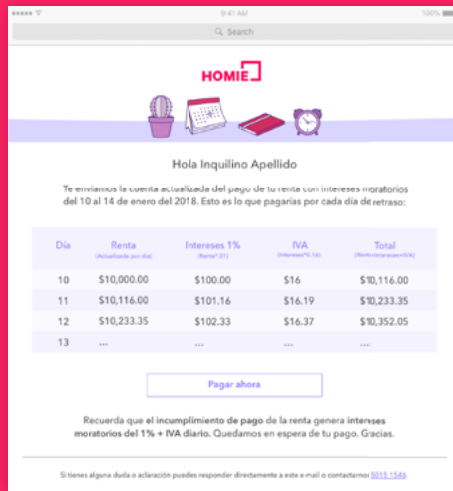 9:41 AM
100%
Search
HOMIE
Hola Inquilino Apellido
Te enviamos la cuenta actualizada del pago de tu renta con intereses moratorios
del 10 al 14 de enero del 2018. Esto es lo que pagarías por cada día de retraso:
Día Renta Intereses 1% IVA Total
(Actualizada por día) (Renta*.01) (Intereses*0.16) (Renta+Intereses+IVA)
10 $10,000.00 $100.00 $16 $10,116.00
11 $10,116.00 $101.16 $16.19 $10,233.35
12 $10,233.35 $102.33 $16.37 $10,352.05
13 ... ... ... ...
Pagar ahora
Recuerda que el incumplimiento de pago de la renta genera intereses
moratorios del 1% + IVA diario. Quedamos en espera de tu pago. Gracias.
Si tienes alguna duda o aclaración puedes responder directamente a este e-mail o contactarnos 5015 1546.